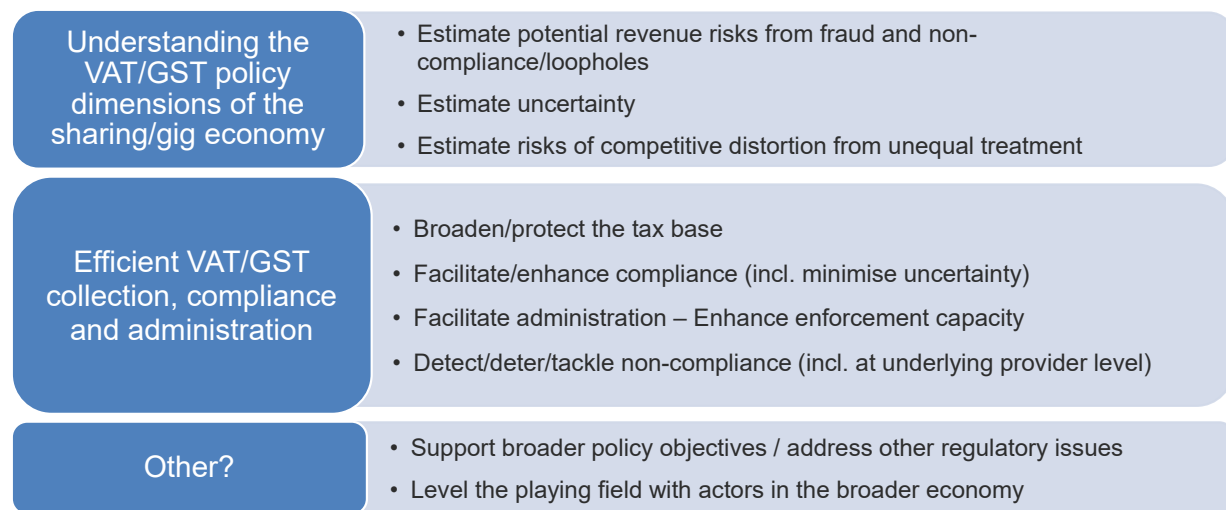 Understanding the
VAT/GST policy
dimensions of the
sharing/gig economy
• Estimate potential revenue risks from fraud and non-
compliance/loopholes
• Estimate uncertainty
• Estimate risks of competitive distortion from unequal treatment
Efficient VAT/GST
collection, compliance
and administration
• Broaden/protect the tax base
• Facilitate/enhance compliance (incl. minimise uncertainty)
• Facilitate administration – Enhance enforcement capacity
• Detect/deter/tackle non-compliance (incl. at underlying provider level)
Other?
• Support broader policy objectives / address other regulatory issues
• Level the playing field with actors in the broader economy